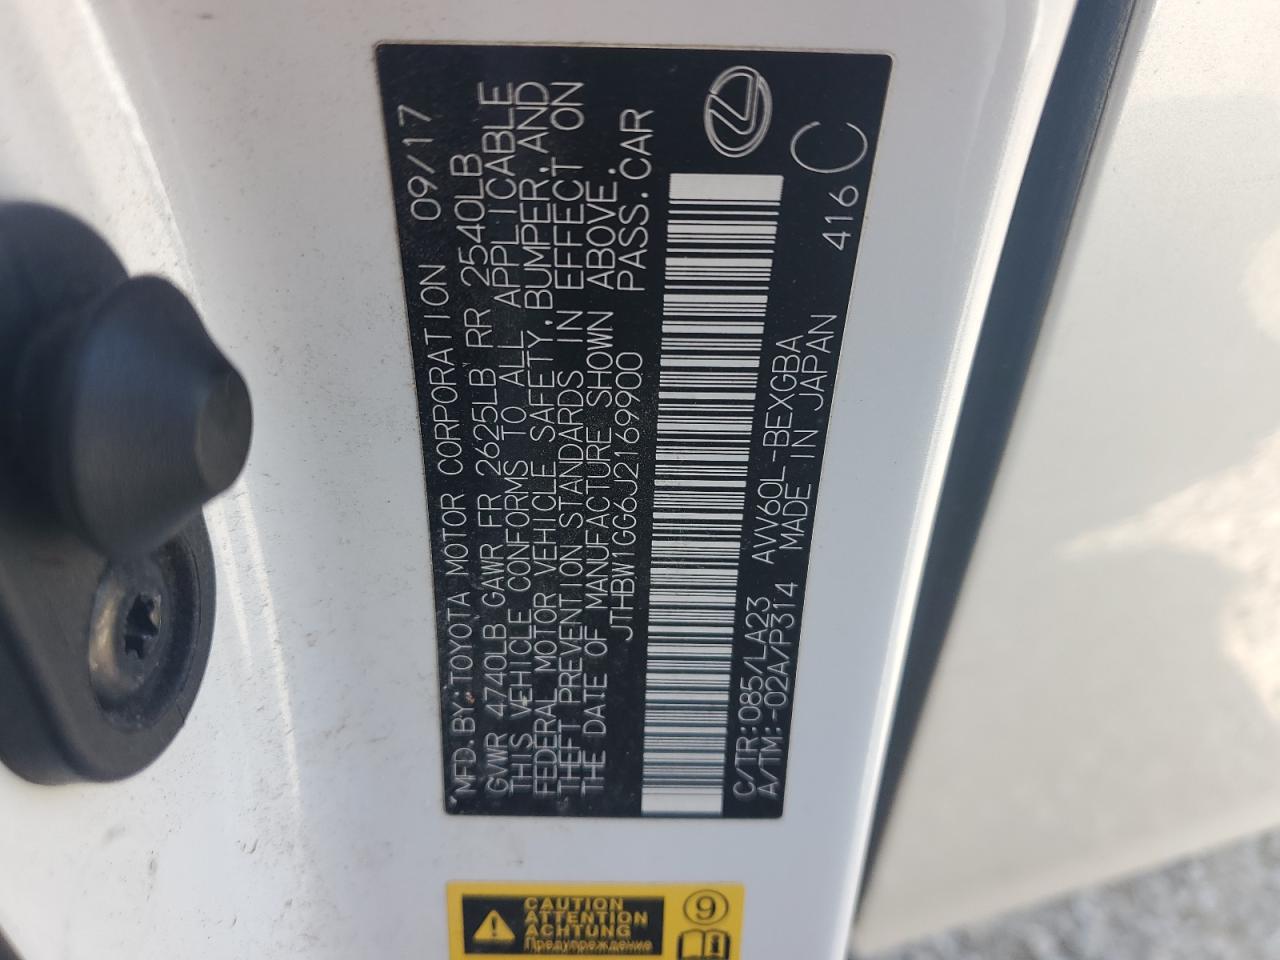 MFD.BY:TOYOTA MOTOR CORPORATION 09/17
GVWR 4740LB GAWR FR 2625LB RR 2540LB
THIS VEHICLE CONFORMS TO ALL APPLICABLE
FEDERAL MOTOR VEHICLE SAFETY,BUMPER,AND
THEFT PREVENTION STANDARDS IN EFFECT ON
THE DATE OF MANUFACTURE SHOWN ABOVE.
JTHBW1GG6J2169900 PASS.CAR
C/TR:085/LA23 AVV60L-BEXGBA 416
A/TM:-02A/P314 MADE IN JAPAN
C
CAUTION
ATTENTION
ACHTUNG
Предупреждение
9